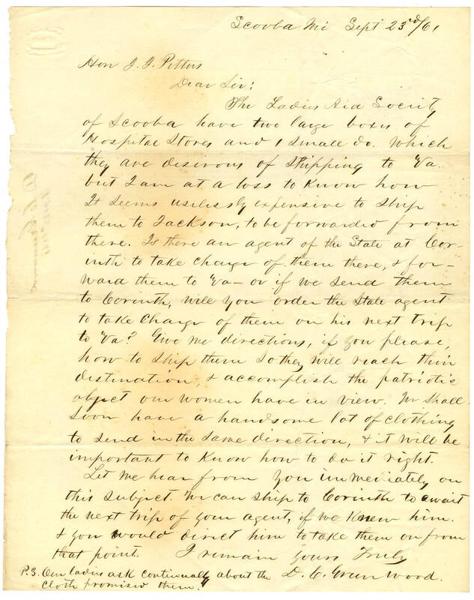 Scooba Mi Sept 23d/61
Hon J. J. Pettus
Dear Sir:
The Ladies Aid Society
of Scooba have two large boxes of
Hospital Stores and 1 small do. Which
they are desirous of shipping to Va.
but I am at a loss to know how
It seems uselessly expensive to ship
them to Jackson, to be forwarded from
there. Is there an agent of the State at Cor-
inth to take charge of them there, & for-
ward them to Va — or if we send them
to Corinth, will you order the State agent
to take charge of them on his next trip
to Va? Give me directions, if you please,
how to ship them so they will reach their
destination, & accomplish the patriotic
object our women have in view. We shall
soon have a handsome lot of clothing
to send in the same direction, & it will be
important to know how to do it right.
Let me hear from you immediately on
this subject. We can ship to Corinth to await
the next trip of your agent, if we knew him.
& you would direct him to take them on from
that point. I remain Yours Truly
P.S. Our ladies ask continually about the D. C. Greenwood.
cloth promised them.